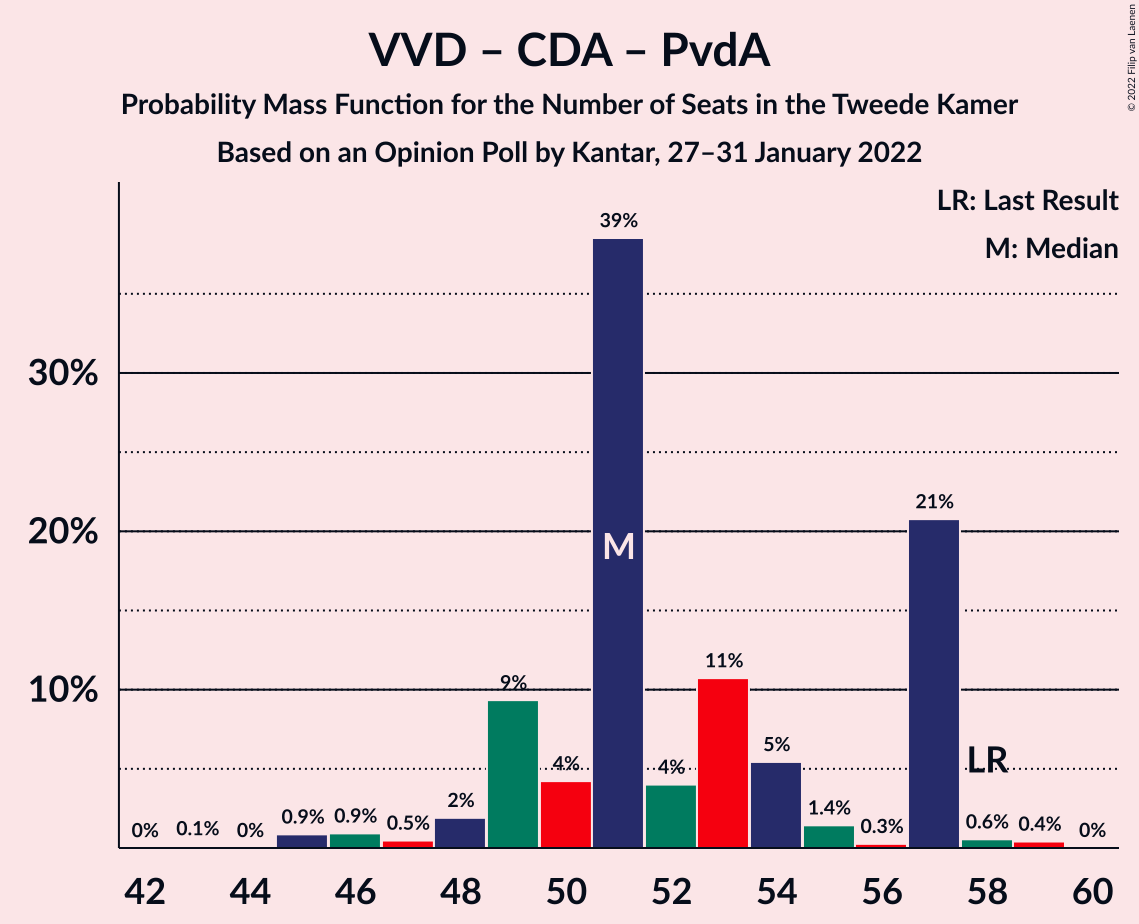 VVD – CDA – PvdA
Probability Mass Function for the Number of Seats in the Tweede Kamer
Based on an Opinion Poll by Kantar, 27–31 January 2022
© 2022 Filip van Laenen
LR: Last Result
M: Median
30%
20%
10%
0%
0.1%
0%
0.9%
0.9%
0.5%
2%
9%
4%
39%
M
4%
11%
5%
1.4%
0.3%
21%
LR
0.6%
0.4%
0%
42 44 46 48 50 52 54 56 58 60